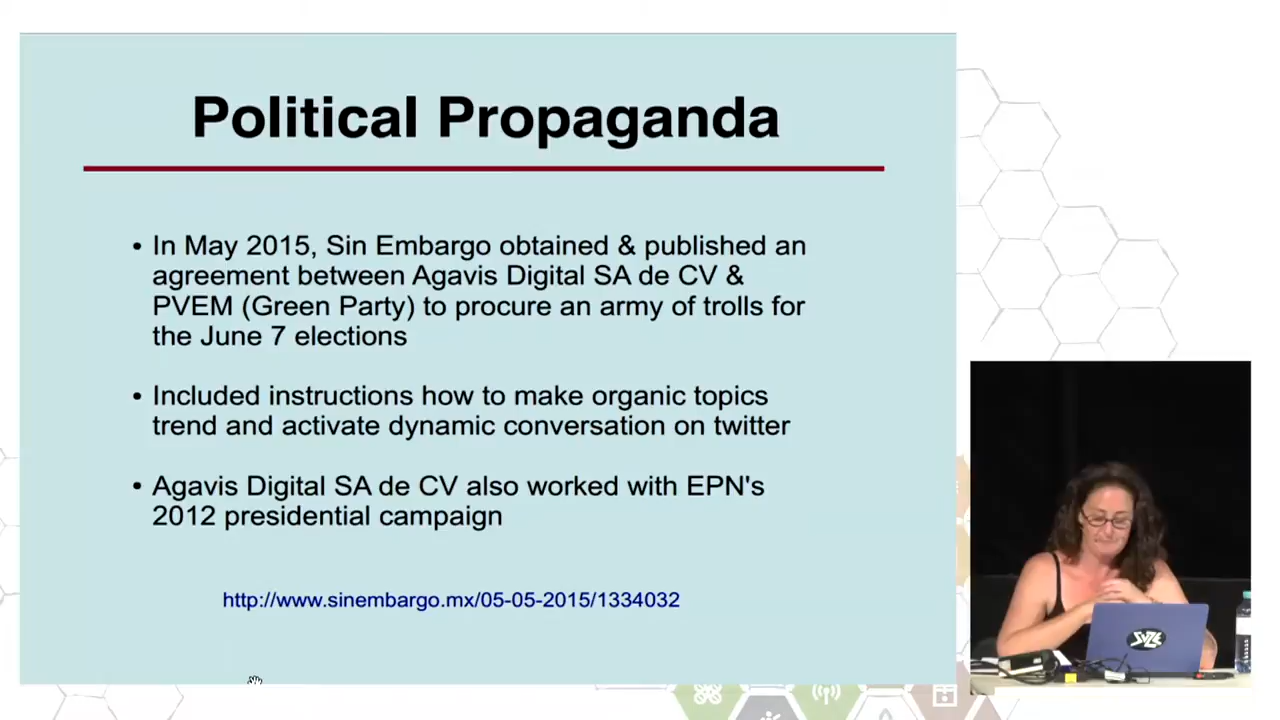 Political Propaganda
• In May 2015, Sin Embargo obtained & published an
agreement between Agavis Digital SA de CV &
PVEM (Green Party) to procure an army of trolls for
the June 7 elections
• Included instructions how to make organic topics
trend and activate dynamic conversation on twitter
• Agavis Digital SA de CV also worked with EPN's
2012 presidential campaign
http://www.sinembargo.mx/05-05-2015/1334032